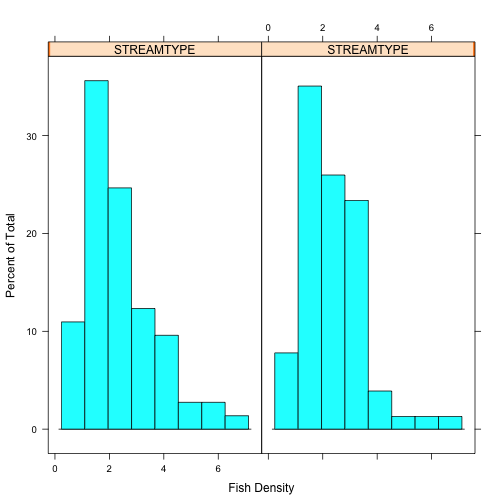 0 2 4 6
STREAMTYPE STREAMTYPE
30
20
10
0
Percent of Total
0 2 4 6
Fish Density